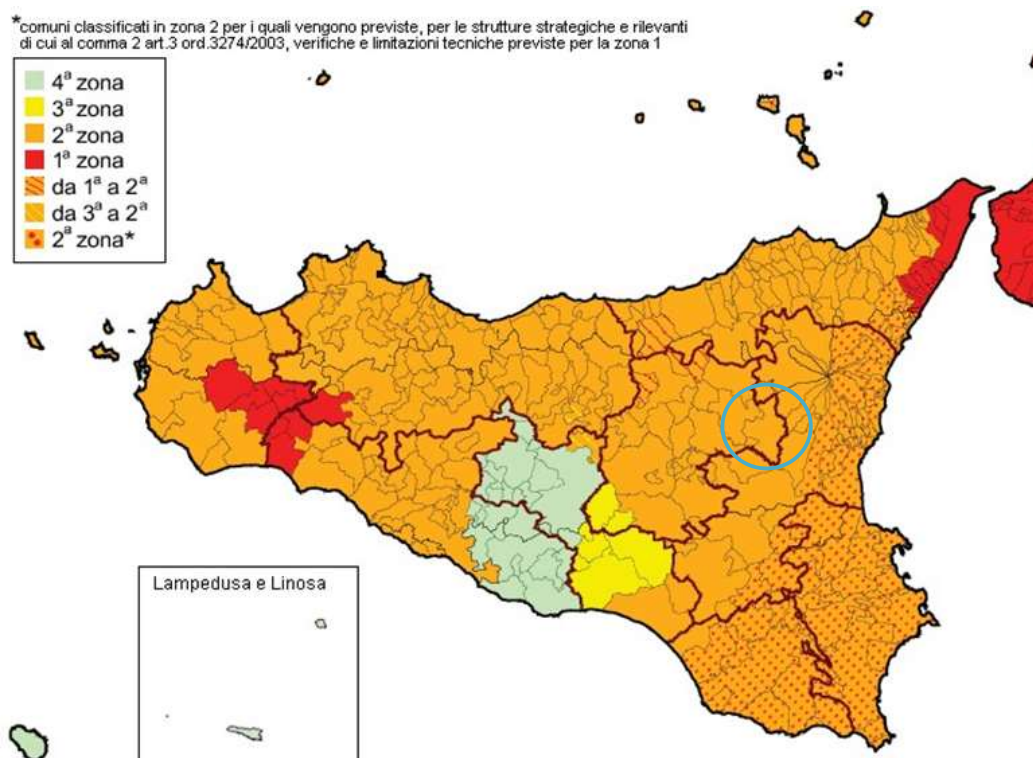 *comuni classificati in zona 2 per i quali vengono previste, per le strutture strategiche e rilevanti
di cui al comma 2 art.3 ord.3274/2003, verifiche e limitazioni tecniche previste per la zona 1
4ª zona
3ª zona
2ª zona
1ª zona
da 1ª a 2ª
da 3ª a 2ª
2ª zona*
Lampedusa e Linosa